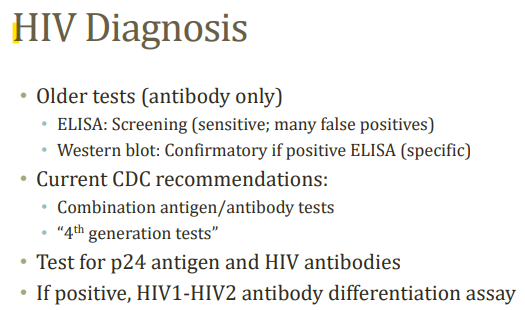 HIV Diagnosis
• Older tests (antibody only)
• ELISA: Screening (sensitive; many false positives)
• Western blot: Confirmatory if positive ELISA (specific)
• Current CDC recommendations:
• Combination antigen/antibody tests
• “4th generation tests”
• Test for p24 antigen and HIV antibodies
• If positive, HIV1-HIV2 antibody differentiation assay